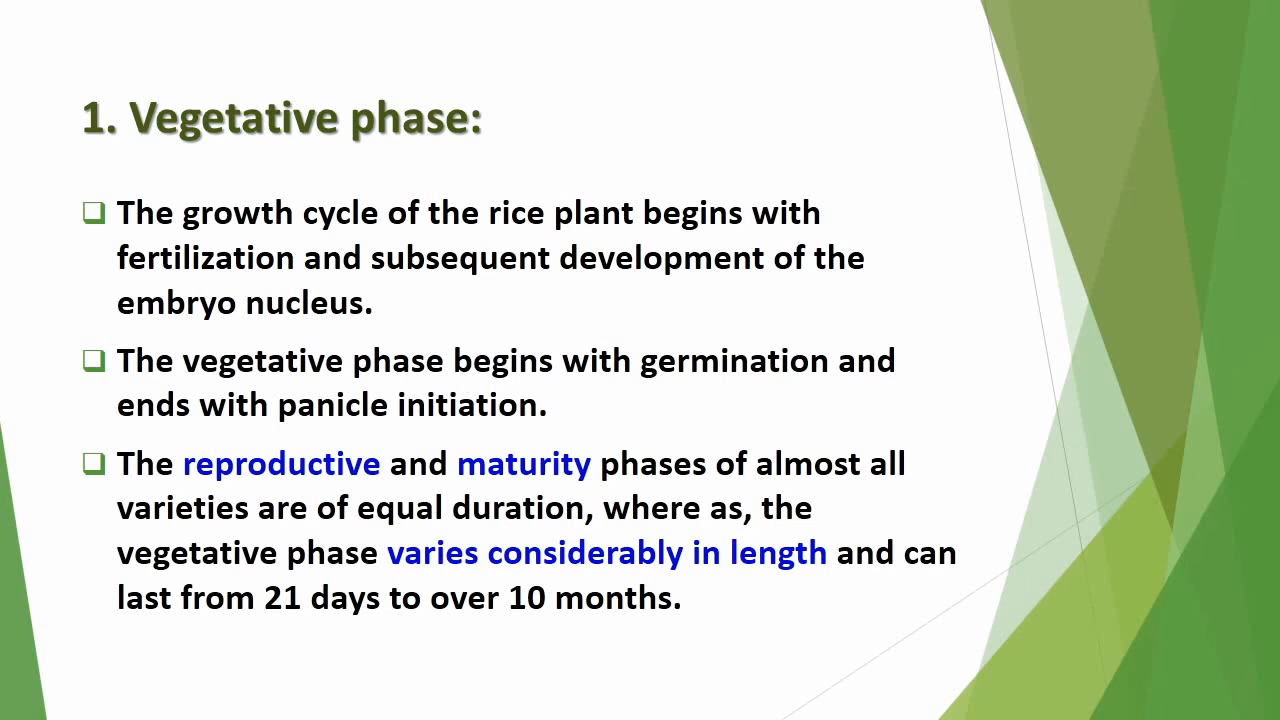 1. Vegetative phase:
❑ The growth cycle of the rice plant begins with
fertilization and subsequent development of the
embryo nucleus.
❑ The vegetative phase begins with germination and
ends with panicle initiation.
❑ The reproductive and maturity phases of almost all
varieties are of equal duration, where as, the
vegetative phase varies considerably in length and can
last from 21 days to over 10 months.